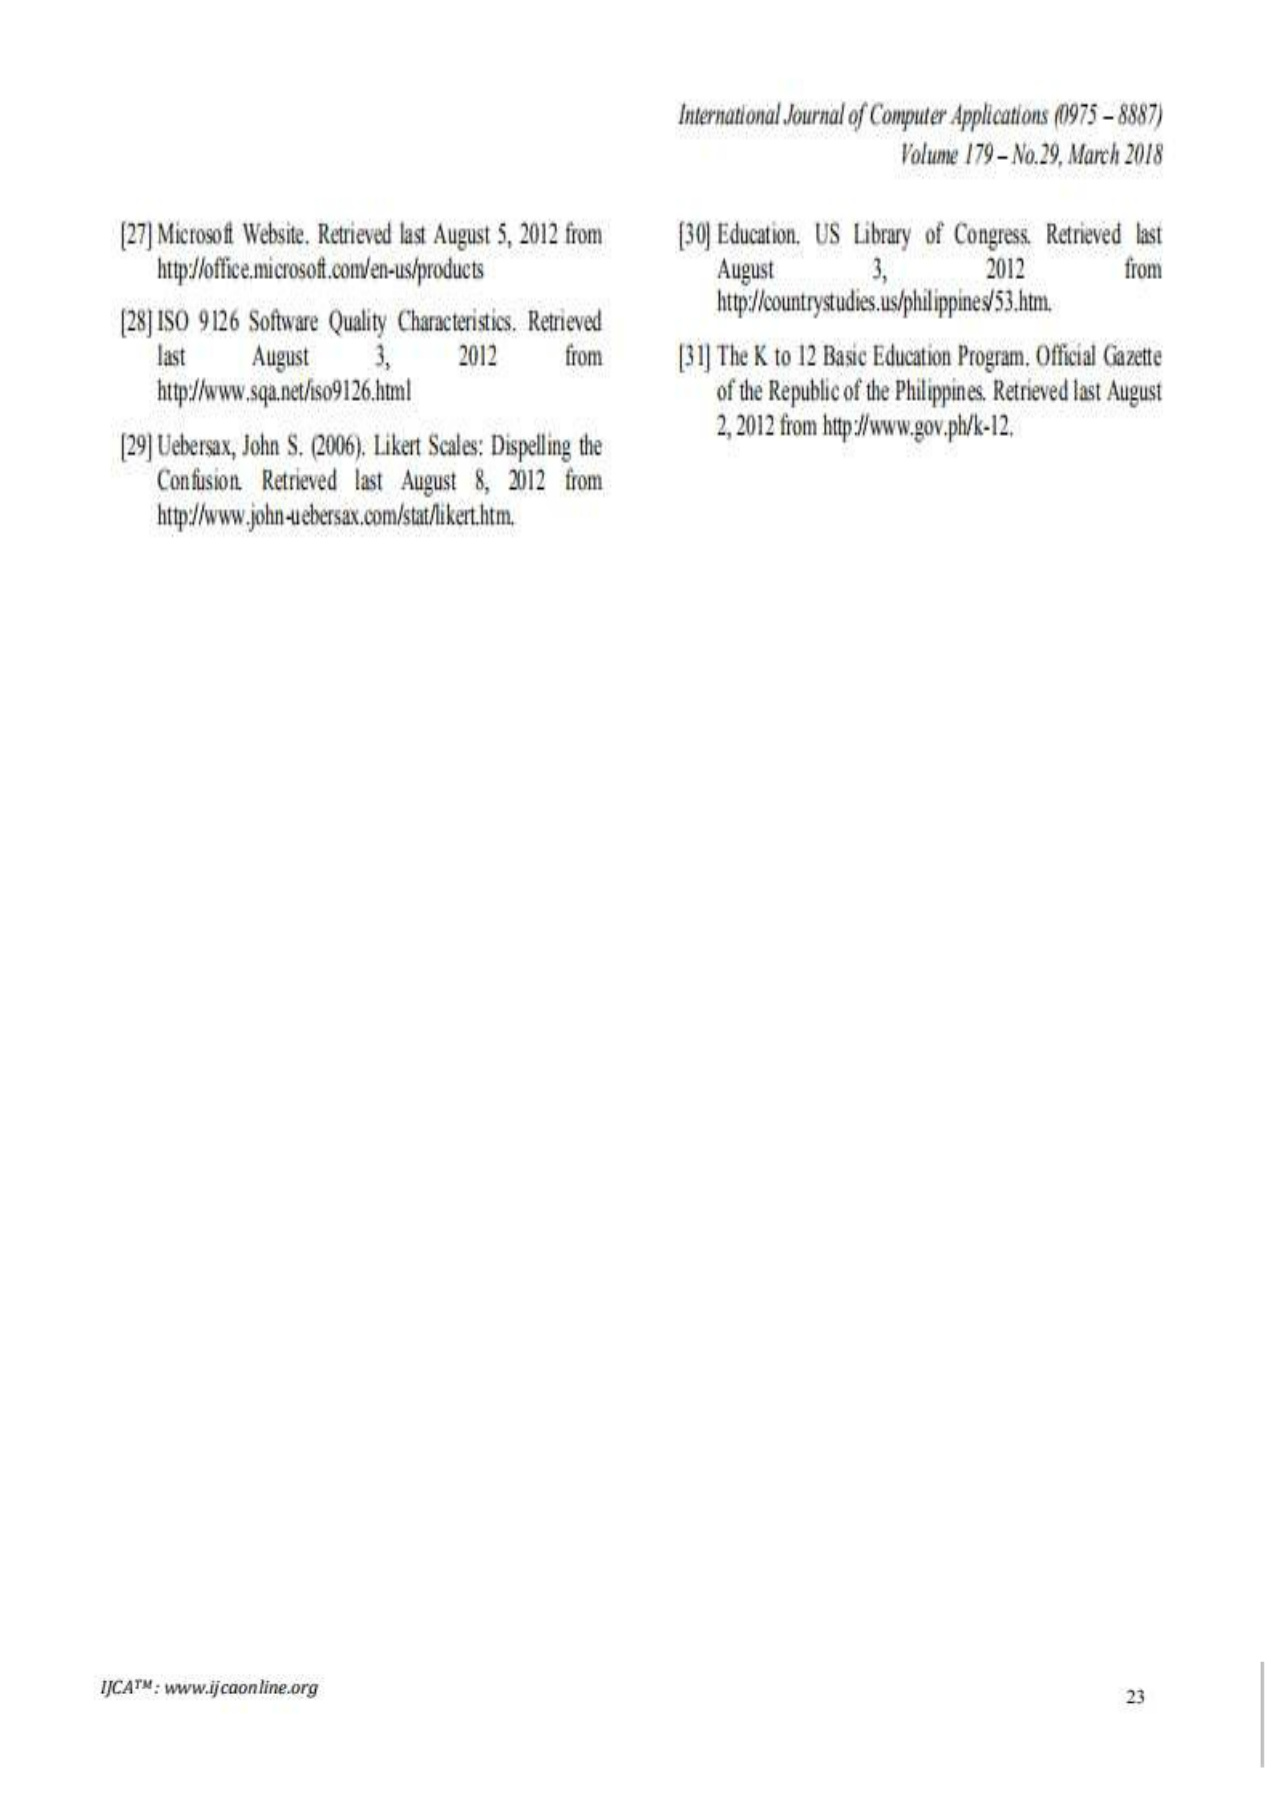 International Journal of Computer Applications (0975 – 8887)
Volume 179 – No.29, March 2018
[27] Microsoft Website. Retrieved last August 5, 2012 from
http://office.microsoft.com/en-us/products
[28] ISO 9126 Software Quality Characteristics. Retrieved
last August 3, 2012 from
http://www.sqa.net/iso9126.html
[29] Uebersax, John S. (2006). Likert Scales: Dispelling the
Confusion. Retrieved last August 8, 2012 from
http://www.john-uebersax.com/stat/likert.htm.
[30] Education. US Library of Congress. Retrieved last
August 3, 2012 from
http://countrystudies.us/philippines/53.htm.
[31] The K to 12 Basic Education Program. Official Gazette
of the Republic of the Philippines. Retrieved last August
2, 2012 from http://www.gov.ph/k-12.
IJCA™ : www.ijcaonline.org
23